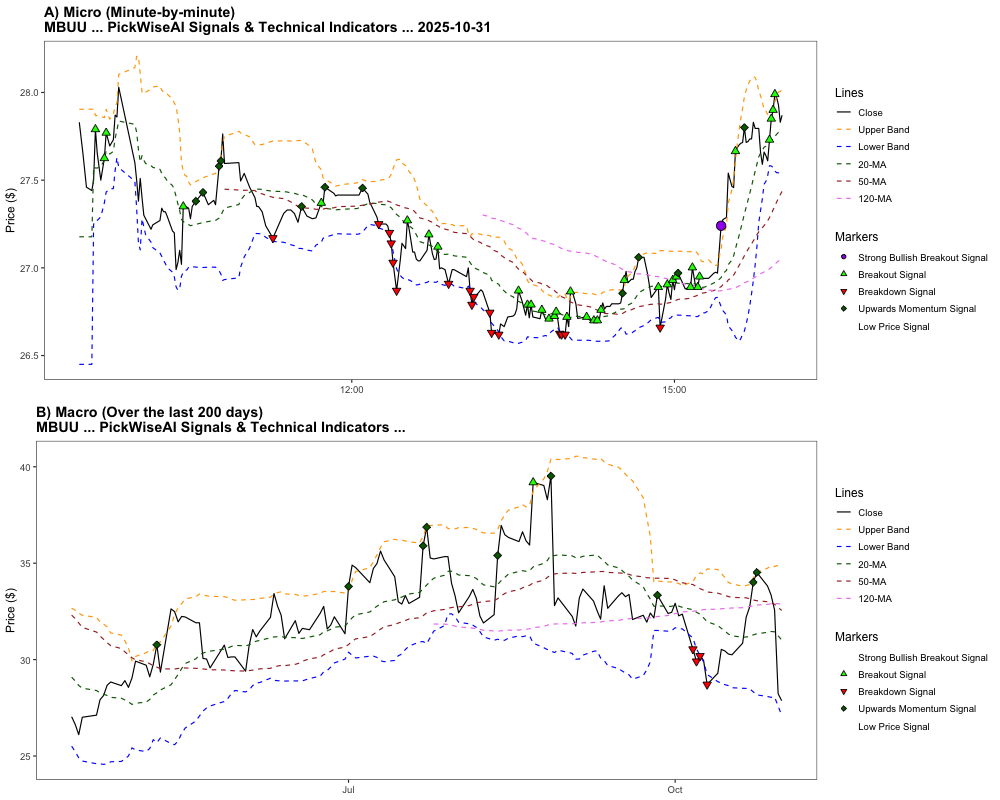 A) Micro (Minute-by-minute)
MBUU ... PickWiseAI Signals & Technical Indicators ... 2025-10-31
Price ($)
28.0
27.5
27.0
26.5
12:00
15:00
Lines
Close
Upper Band
Lower Band
20-MA
50-MA
120-MA
Markers
Strong Bullish Breakout Signal
Breakout Signal
Breakdown Signal
Upwards Momentum Signal
Low Price Signal
B) Macro (Over the last 200 days)
MBUU ... PickWiseAI Signals & Technical Indicators ...
Price ($)
40
35
30
25
Jul
Oct
Lines
Close
Upper Band
Lower Band
20-MA
50-MA
120-MA
Markers
Strong Bullish Breakout Signal
Breakout Signal
Breakdown Signal
Upwards Momentum Signal
Low Price Signal